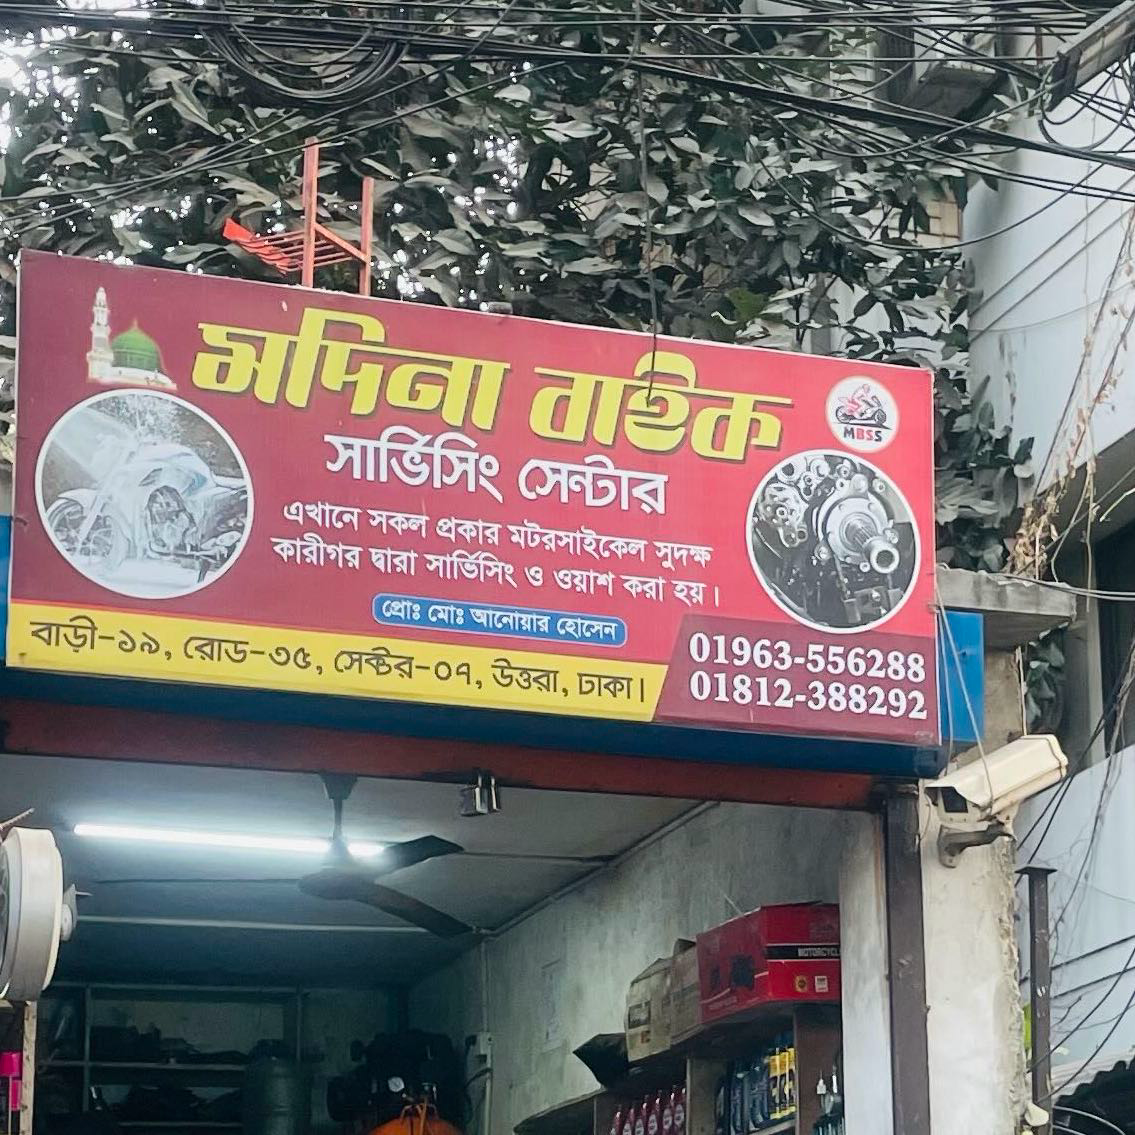 মদিনা বাইক
MBSS
সার্ভিসিং সেন্টার
এখানে সকল প্রকার মটরসাইকেল সুদক্ষ
কারীগর দ্বারা সার্ভিসিং ও ওয়াশ করা হয়।
প্রোঃ মোঃ আনোয়ার হোসেন
বাড়ী-১৯, রোড-৩৫, সেক্টর-০৭, উত্তরা, ঢাকা।
01963-556288
01812-388292
MOTORCYCL